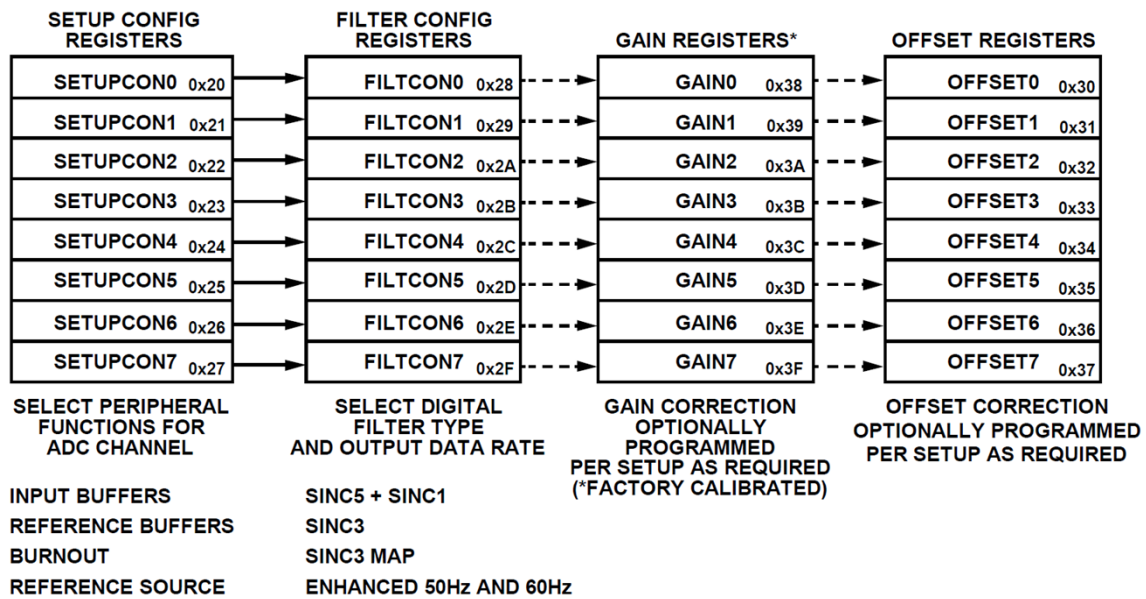 SETUP CONFIG
REGISTERS
FILTER CONFIG
REGISTERS
GAIN REGISTERS*
OFFSET REGISTERS
SETUPCON0 0x20
FILTCON0 0x28
GAIN0 0x38
OFFSET0 0x30
SETUPCON1 0x21
FILTCON1 0x29
GAIN1 0x39
OFFSET1 0x31
SETUPCON2 0x22
FILTCON2 0x2A
GAIN2 0x3A
OFFSET2 0x32
SETUPCON3 0x23
FILTCON3 0x2B
GAIN3 0x3B
OFFSET3 0x33
SETUPCON4 0x24
FILTCON4 0x2C
GAIN4 0x3C
OFFSET4 0x34
SETUPCON5 0x25
FILTCON5 0x2D
GAIN5 0x3D
OFFSET5 0x35
SETUPCON6 0x26
FILTCON6 0x2E
GAIN6 0x3E
OFFSET6 0x36
SETUPCON7 0x27
FILTCON7 0x2F
GAIN7 0x3F
OFFSET7 0x37
SELECT PERIPHERAL
FUNCTIONS FOR
ADC CHANNEL
SELECT DIGITAL
FILTER TYPE
AND OUTPUT DATA RATE
GAIN CORRECTION
OPTIONALLY
PROGRAMMED
PER SETUP AS REQUIRED
(*FACTORY CALIBRATED)
OFFSET CORRECTION
OPTIONALLY PROGRAMMED
PER SETUP AS REQUIRED
INPUT BUFFERS
REFERENCE BUFFERS
BURNOUT
REFERENCE SOURCE
SINC5 + SINC1
SINC3
SINC3 MAP
ENHANCED 50Hz AND 60Hz